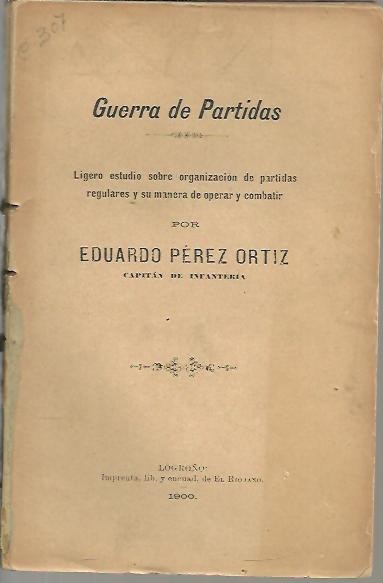 e 307
Guerra de Partidas
Ligero estudio sobre organización de partidas
regulares y su manera de operar y combatir
POR
EDUARDO PÉREZ ORTIZ
CAPITÁN DE INFANTERÍA
LOGROÑO:
Imprenta, lib. y encuad. de EL RIOJANO.
1900.